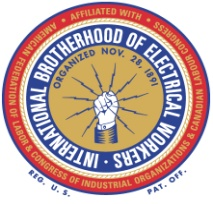 · AFFILIATED WITH ·
AMERICAN FEDERATION OF LABOR & CONGRESS OF INDUSTRIAL ORGANIZATIONS & CANADIAN LABOUR CONGRESS
· INTERNATIONAL BROTHERHOOD OF ELECTRICAL WORKERS
ORGANIZED NOV. 28, 1891
REG. U.S. PAT. OFF.